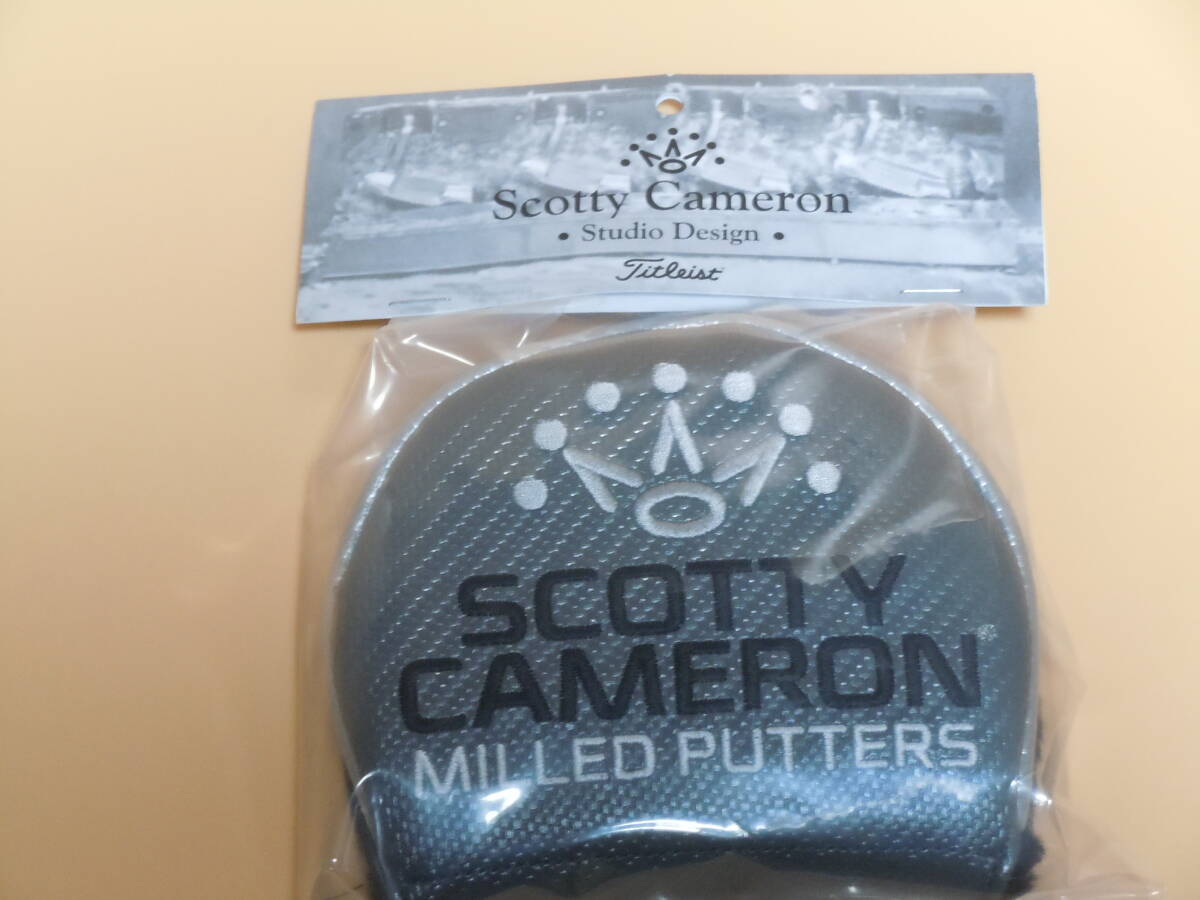 Scotty Cameron
• Studio Design •
Titleist
SCOTTY
CAMERON®
MILLED PUTTERS